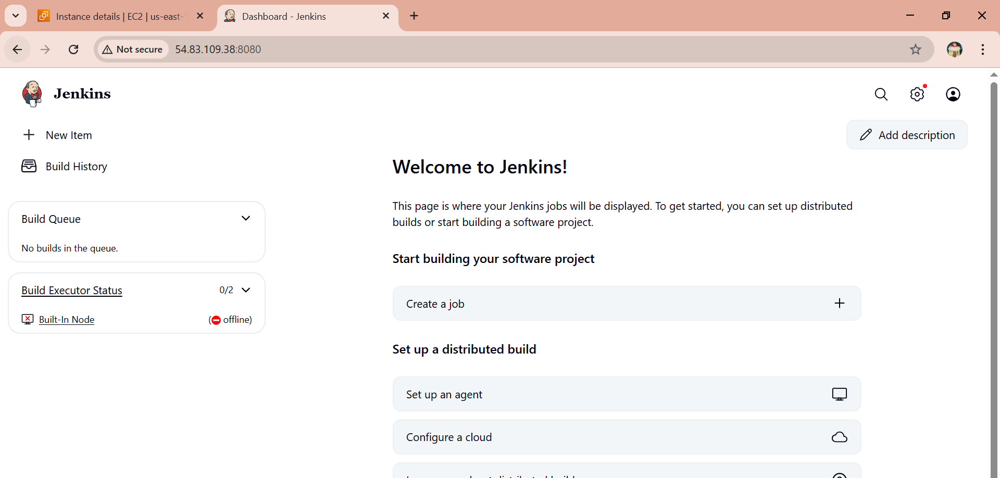 Instance details | EC2 | us-east-
Dashboard - Jenkins
Not secure
54.83.109.38:8080
Jenkins
New Item
Add description
Build History
Welcome to Jenkins!
This page is where your Jenkins jobs will be displayed. To get started, you can set up distributed
builds or start building a software project.
Build Queue
No builds in the queue.
Start building your software project
Build Executor Status 0/2
Create a job
Built-In Node (offline)
Set up a distributed build
Set up an agent
Configure a cloud